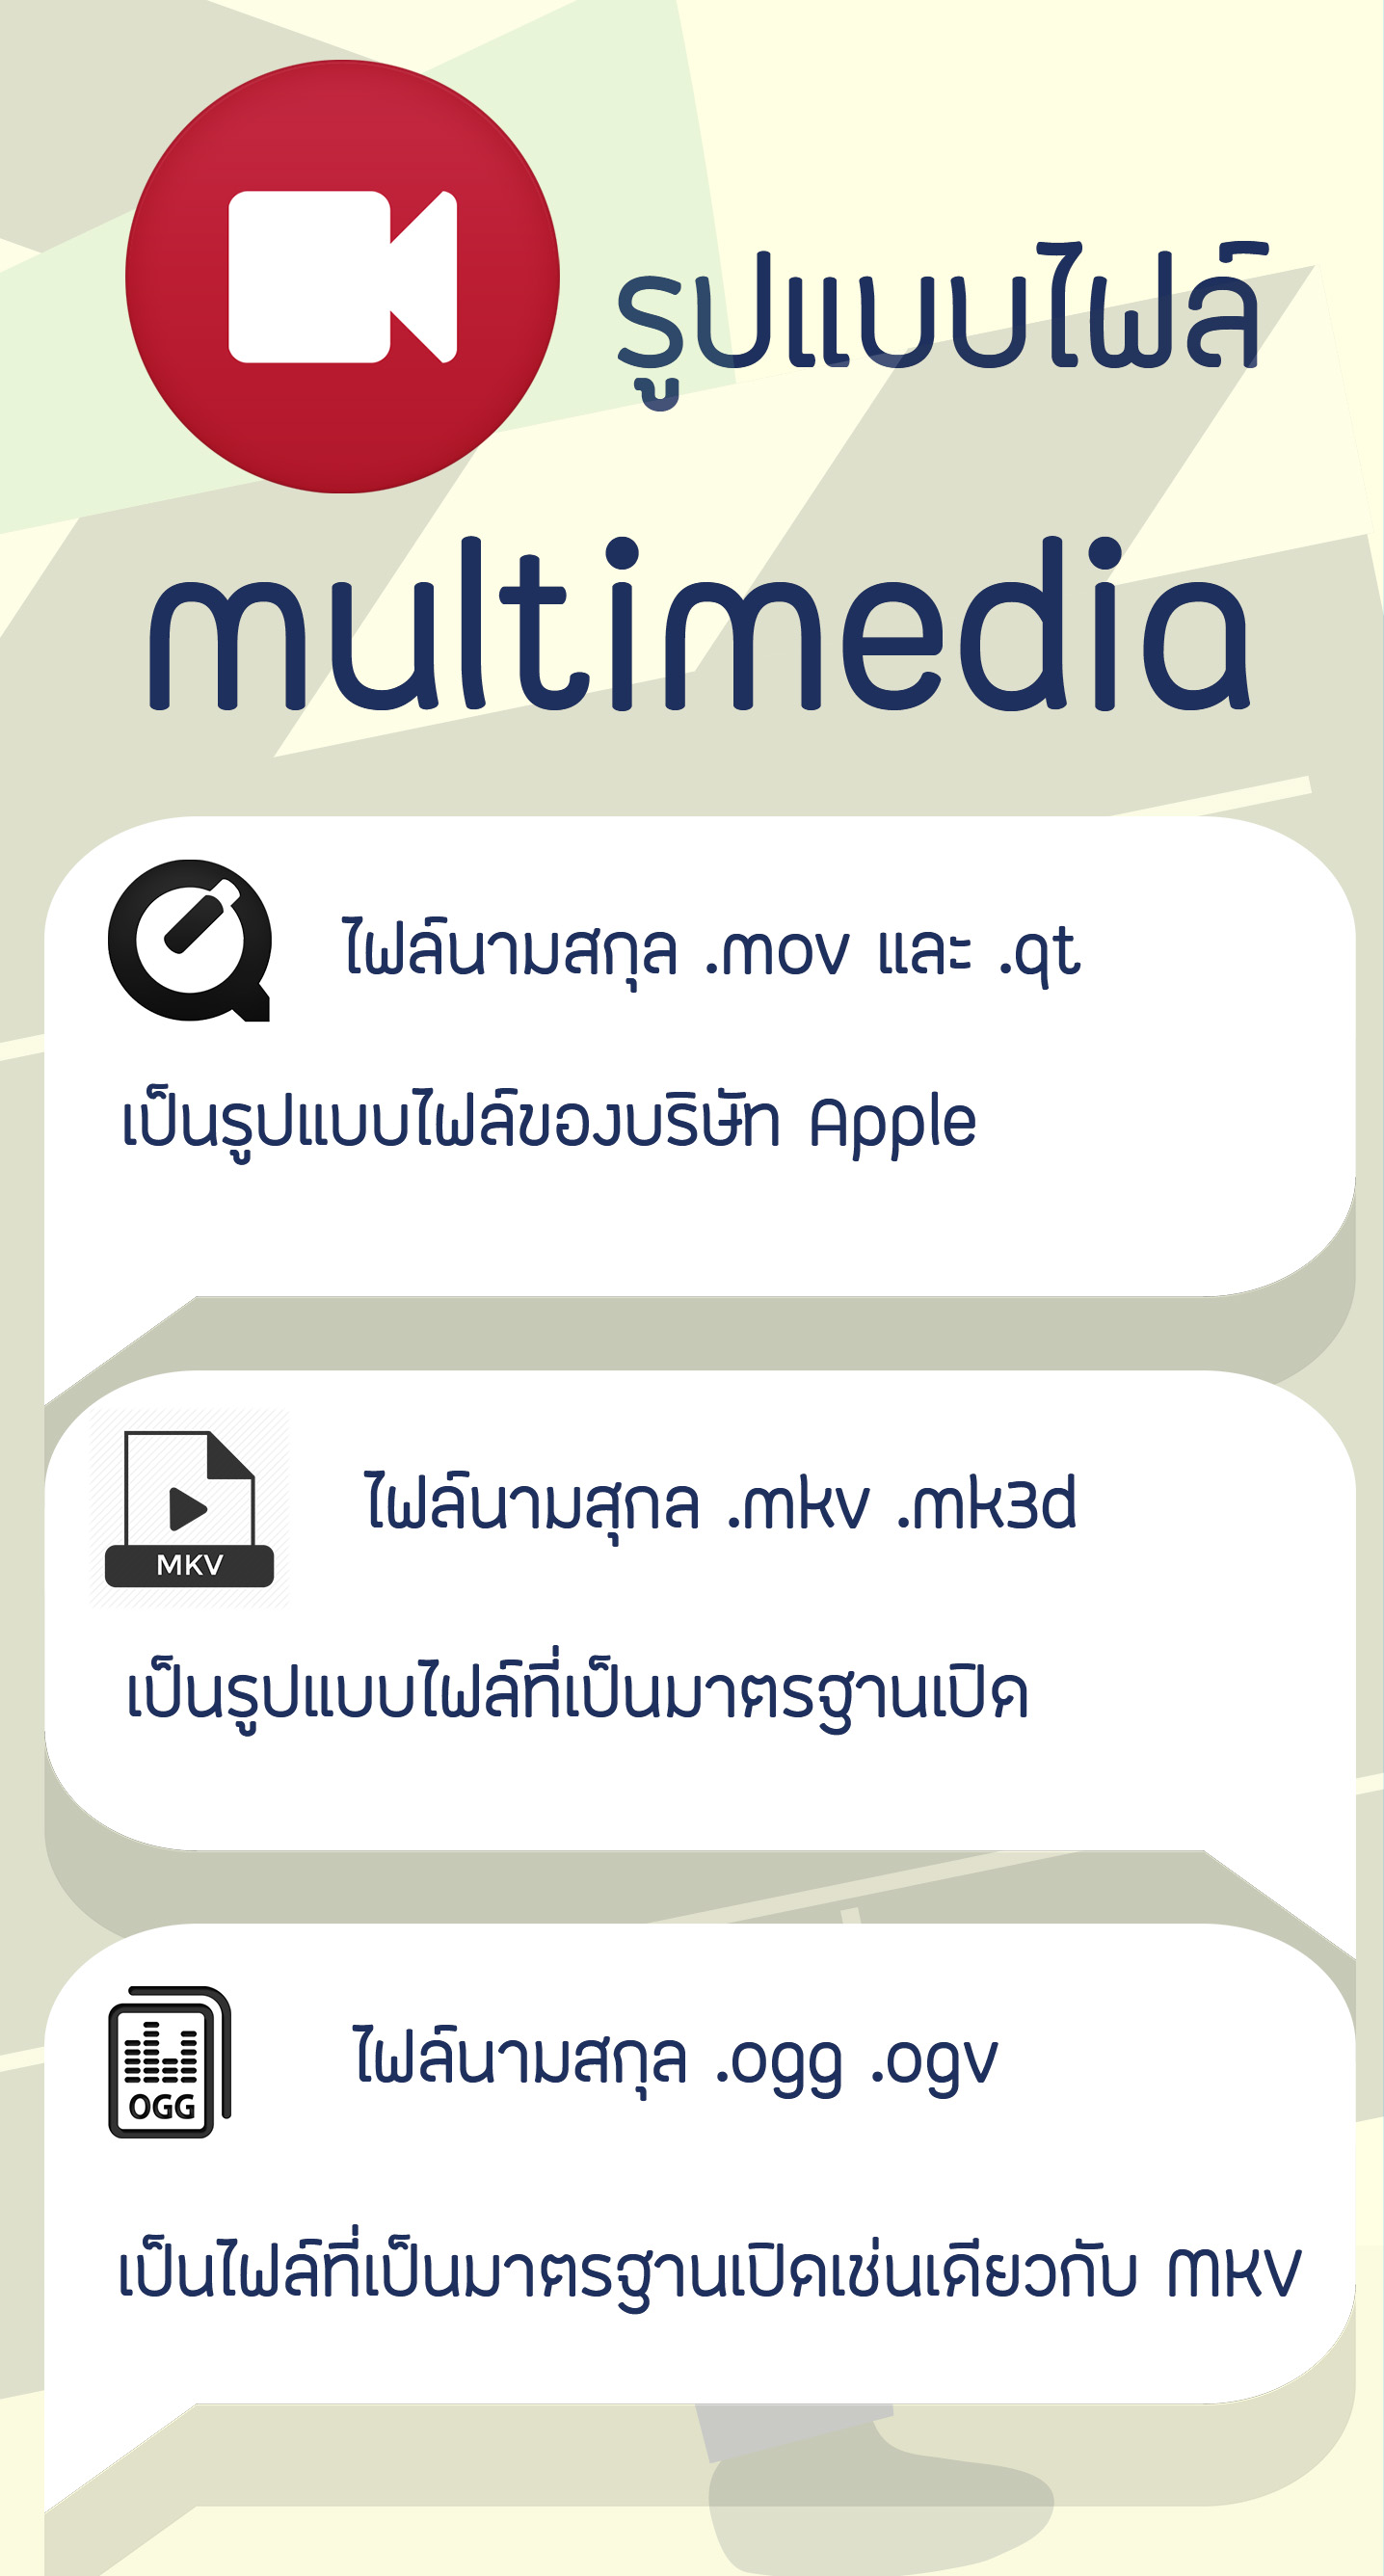 รูปแบบไฟล์
multimedia
ไฟล์นามสกุล .mov และ .qt
เป็นรูปแบบไฟล์ของบริษัท Apple
ไฟล์นามสุกล .mkv .mk3d
MKV
เป็นรูปแบบไฟล์ที่เป็นมาตรฐานเปิด
ไฟล์นามสกุล .ogg .ogv
OGG
เป็นไฟล์ที่เป็นมาตรฐานเปิดเช่นเดียวกับ MKV